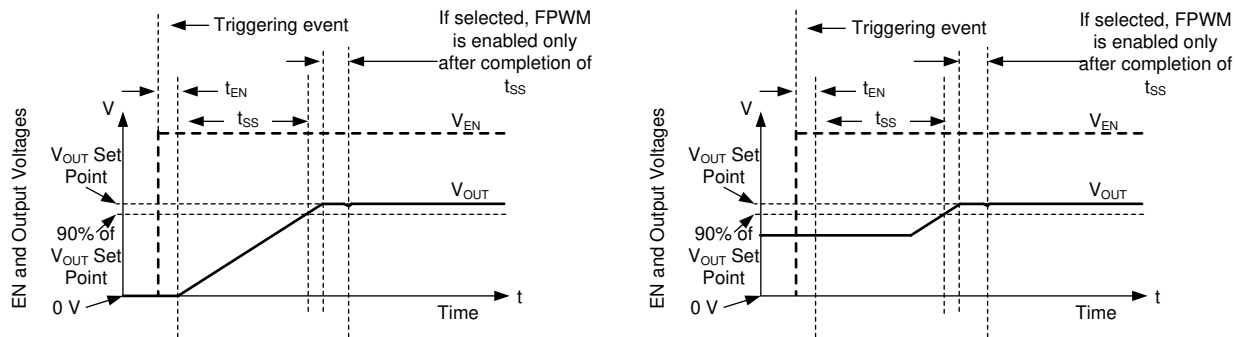 Triggering event
If selected, FPWM
is enabled only
after completion of
tSS
tEN
tSS
V
VEN
VOUT Set
Point
VOUT
90% of
VOUT Set
Point
0 V
t
Time
EN and Output Voltages
Triggering event
If selected, FPWM
is enabled only
after completion of
tSS
tEN
tSS
V
VEN
VOUT Set
Point
VOUT
90% of
VOUT Set
Point
0 V
t
Time
EN and Output Voltages